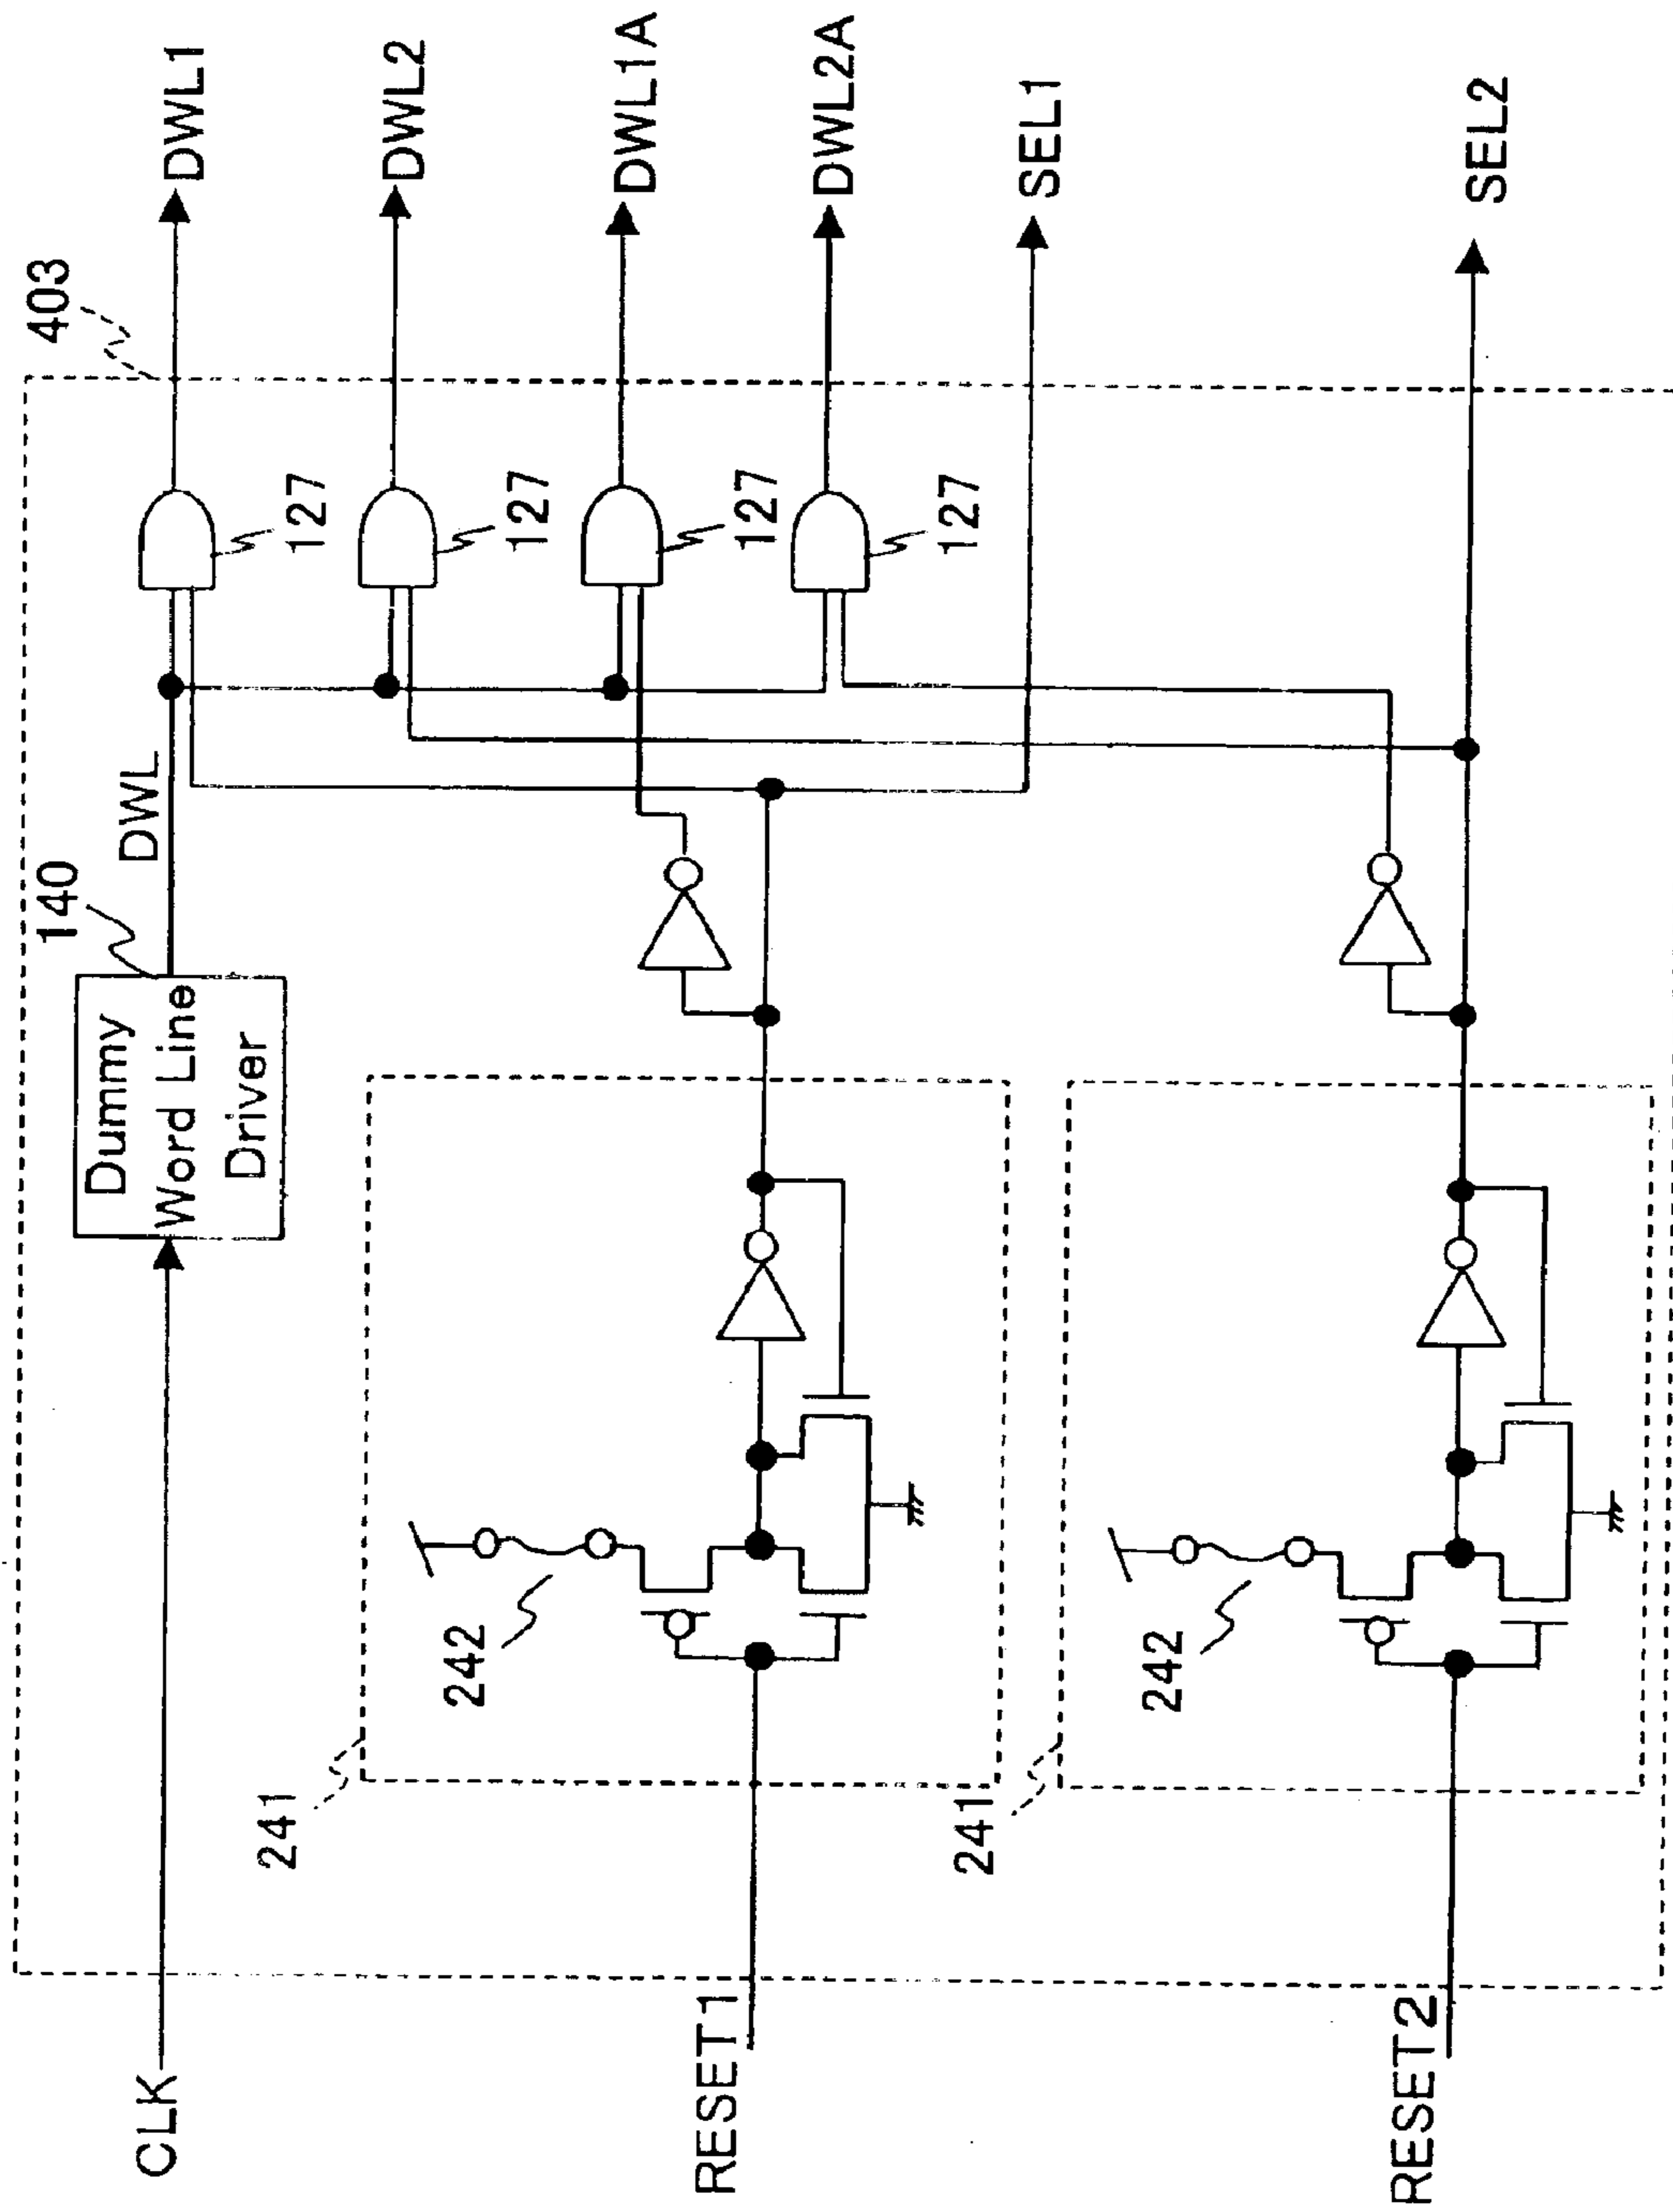 403
DWL1
DWL2
DWL1A
DWL2A
SEL1
SEL2
127
127
127
127
DWL
140
Dummy
Word Line
Driver
CLK
241
242
RESET1
241
242
RESET2